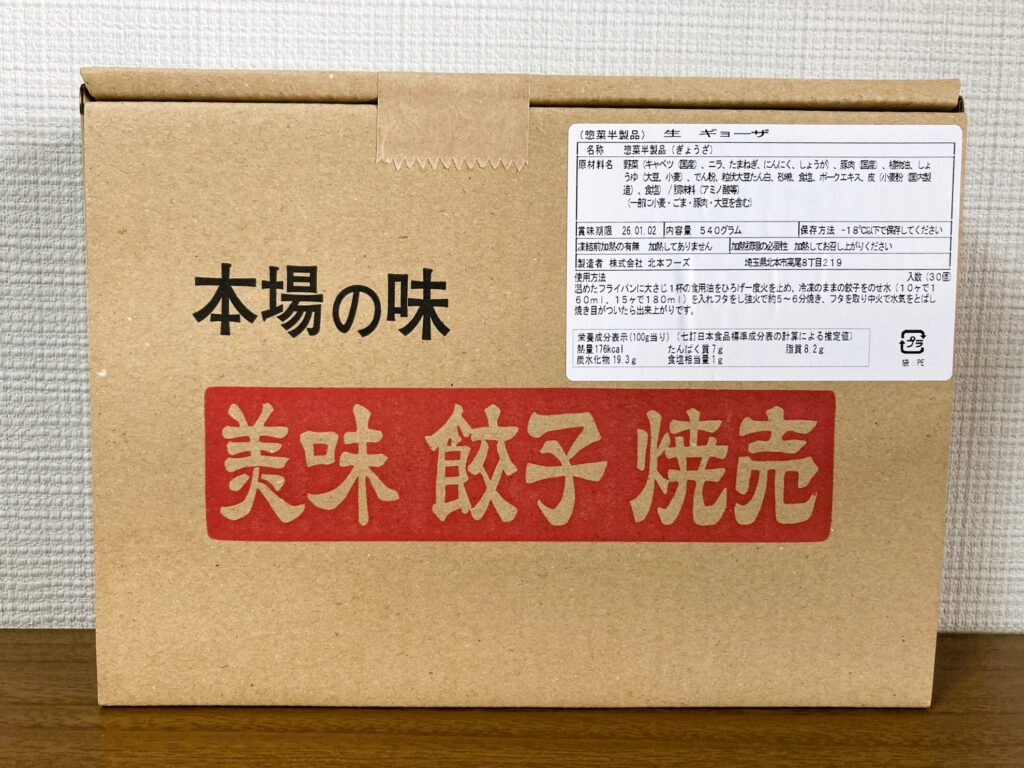 本場の味
美味 餃子 焼売
(惣菜半製品) 生 ギョーザ
名称 惣菜半製品(ぎょうざ)
原材料名 野菜(キャベツ(国産)、ニラ、たまねぎ、にんにく、しょうが)、豚肉(国産)、植物油、しょ
うゆ(大豆、小麦)、でん粉、粒状大豆たん白、砂糖、食塩、ポークエキス、皮(小麦粉(国内製
造)、食塩)/調味料(アミノ酸等)
(一部に小麦・ごま・豚肉・大豆を含む)
賞味期限 26.01.02 内容量 540グラム 保存方法 -18℃以下で保存してください
凍結前加熱の有無 加熱してありません 加熱調理の必要性 加熱してお召し上がりください
製造者 株式会社 北本フーズ 埼玉県北本市高尾8丁目219
使用方法 入数(30個)
温めたフライパンに大さじ1杯の食用油をひろげ一度火を止め、冷凍のままの餃子をのせ水(10ヶで1
60ml、15ヶで180ml)を入れフタをし強火で約5~6分焼き、フタを取り中火で水気をとばし
焼き目がついたら出来上がりです。
栄養成分表示(100g当り)(七訂日本食品標準成分表の計算による推定値)
熱量176kcal たんぱく質7g 脂質8.2g
炭水化物19.3g 食塩相当量1g
プラ
袋:PE